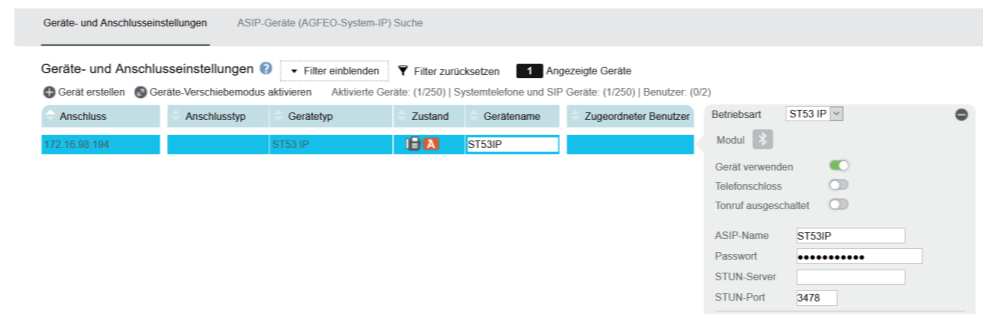 Geräte- und Anschlusseinstellungen ASIP-Geräte (AGFEO-System-IP) Suche
Geräte- und Anschlusseinstellungen ? Filter einblenden Filter zurücksetzen 1 Angezeigte Geräte
Gerät erstellen Geräte-Verschiebemodus aktivieren Aktivierte Geräte: (1/250) | Systemtelefone und SIP Geräte: (1/250) | Benutzer: (0/2)
Anschluss Anschlusstyp Gerätetyp Zustand Gerätename Zugeordneter Benutzer
172.16.98.194 ST53 IP A ST53IP
Betriebsart ST53 IP
Modul
Gerät verwenden
Telefonschloss
Tonruf ausgeschaltet
ASIP-Name ST53IP
Passwort •••••••••••
STUN-Server
STUN-Port 3478